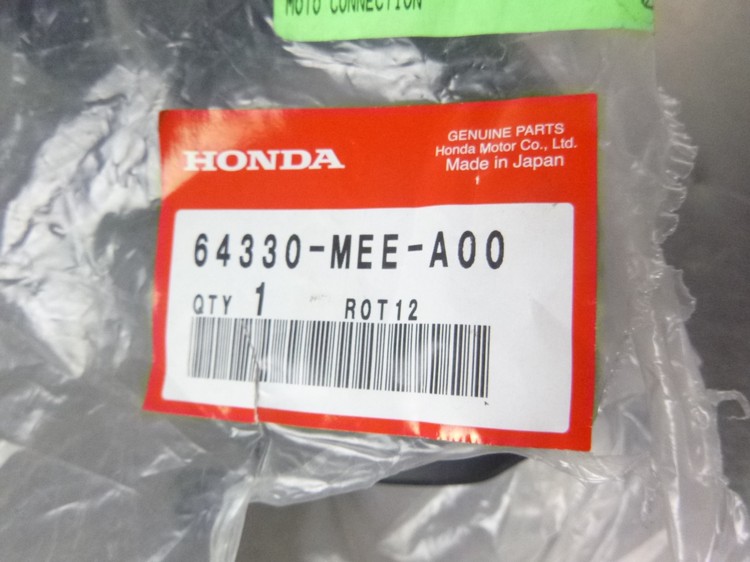 MOTO CONNECTION
HONDA
GENUINE PARTS
Honda Motor Co., Ltd.
Made in Japan
64330-MEE-A00
QTY 1 ROT12